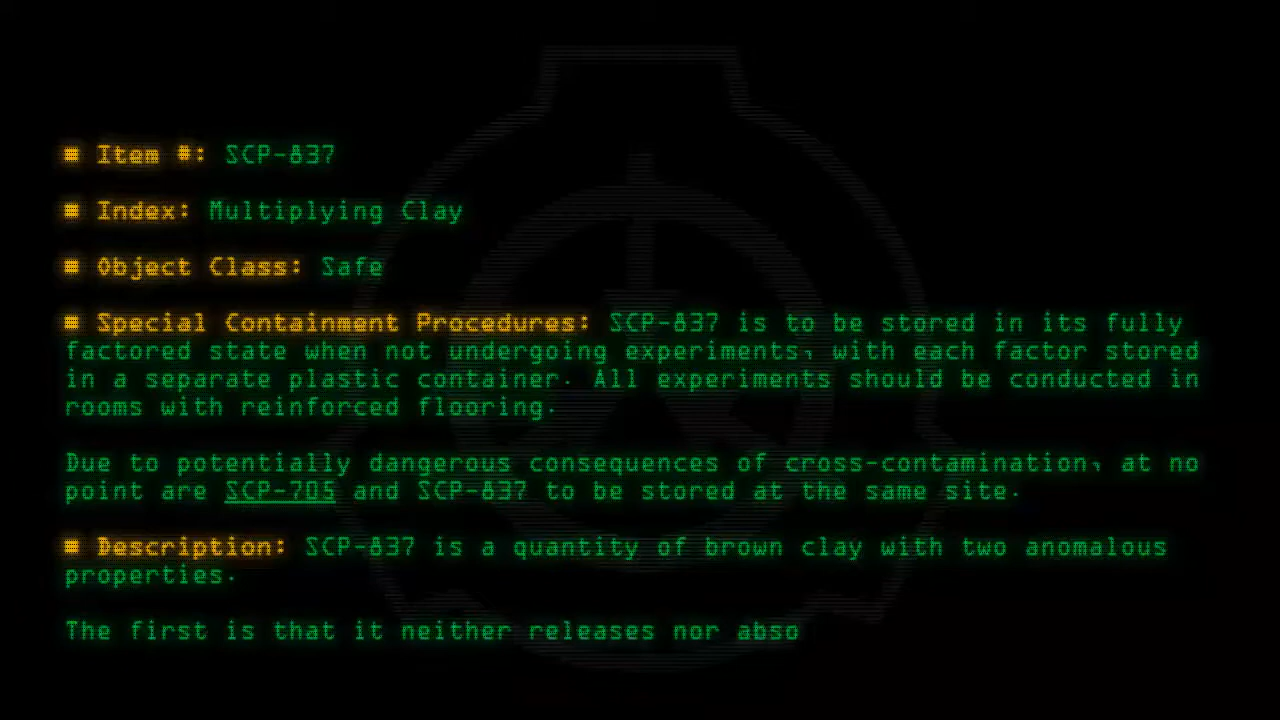 ■ Item #: SCP-837
■ Index: Multiplying Clay
■ Object Class: Safe
■ Special Containment Procedures: SCP-837 is to be stored in its fully
factored state when not undergoing experiments, with each factor stored
in a separate plastic container. All experiments should be conducted in
rooms with reinforced flooring.
Due to potentially dangerous consequences of cross-contamination, at no
point are SCP-705 and SCP-837 to be stored at the same site.
■ Description: SCP-837 is a quantity of brown clay with two anomalous
properties.
The first is that it neither releases nor abso